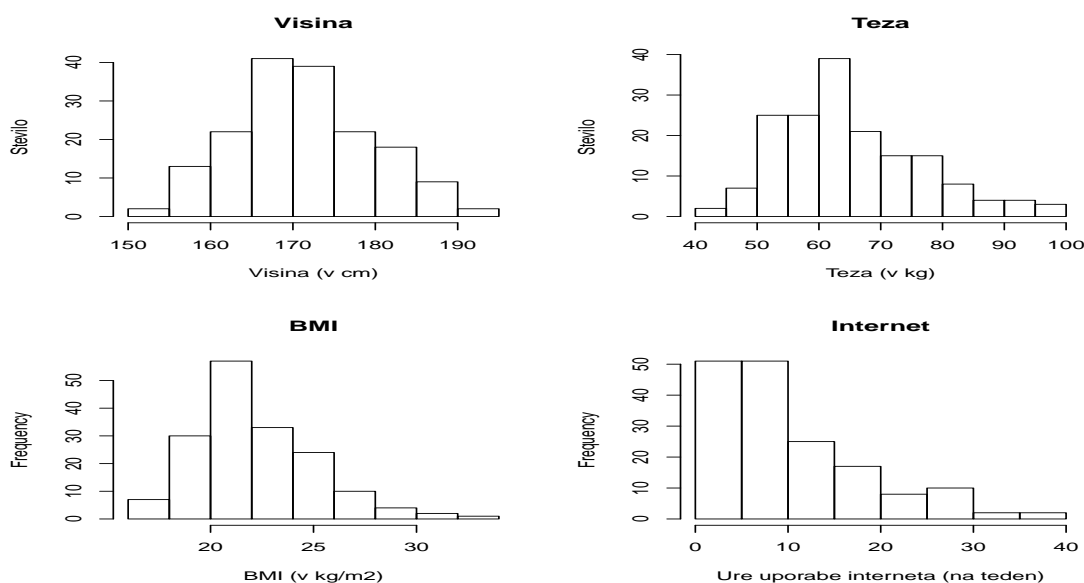 Visina
Stevilo
0 10 20 30 40
150 160 170 180 190
Visina (v cm)
Teza
Stevilo
0 10 20 30 40
40 50 60 70 80 90 100
Teza (v kg)
BMI
Frequency
0 10 20 30 40 50
20 25 30
BMI (v kg/m2)
Internet
Frequency
0 10 20 30 40 50
0 10 20 30 40
Ure uporabe interneta (na teden)